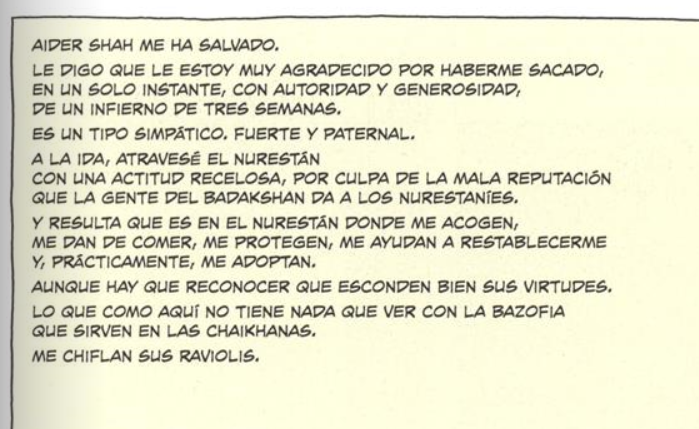 AIDER SHAH ME HA SALVADO.
LE DIGO QUE LE ESTOY MUY AGRADECIDO POR HABERME SACADO,
EN UN SOLO INSTANTE, CON AUTORIDAD Y GENEROSIDAD,
DE UN INFIERNO DE TRES SEMANAS.
ES UN TIPO SIMPÁTICO. FUERTE Y PATERNAL.
A LA IDA, ATRAVESÉ EL NURESTÁN
CON UNA ACTITUD RECELOSA, POR CULPA DE LA MALA REPUTACIÓN
QUE LA GENTE DEL BADAKSHAN DA A LOS NURESTANÍES.
Y RESULTA QUE ES EN EL NURESTÁN DONDE ME ACOGEN,
ME DAN DE COMER, ME PROTEGEN, ME AYUDAN A RESTABLECERME
Y, PRÁCTICAMENTE, ME ADOPTAN.
AUNQUE HAY QUE RECONOCER QUE ESCONDEN BIEN SUS VIRTUDES.
LO QUE COMO AQUÍ NO TIENE NADA QUE VER CON LA BAZOFIA
QUE SIRVEN EN LAS CHAIKHANAS.
ME CHIFLAN SUS RAVIOLIS.